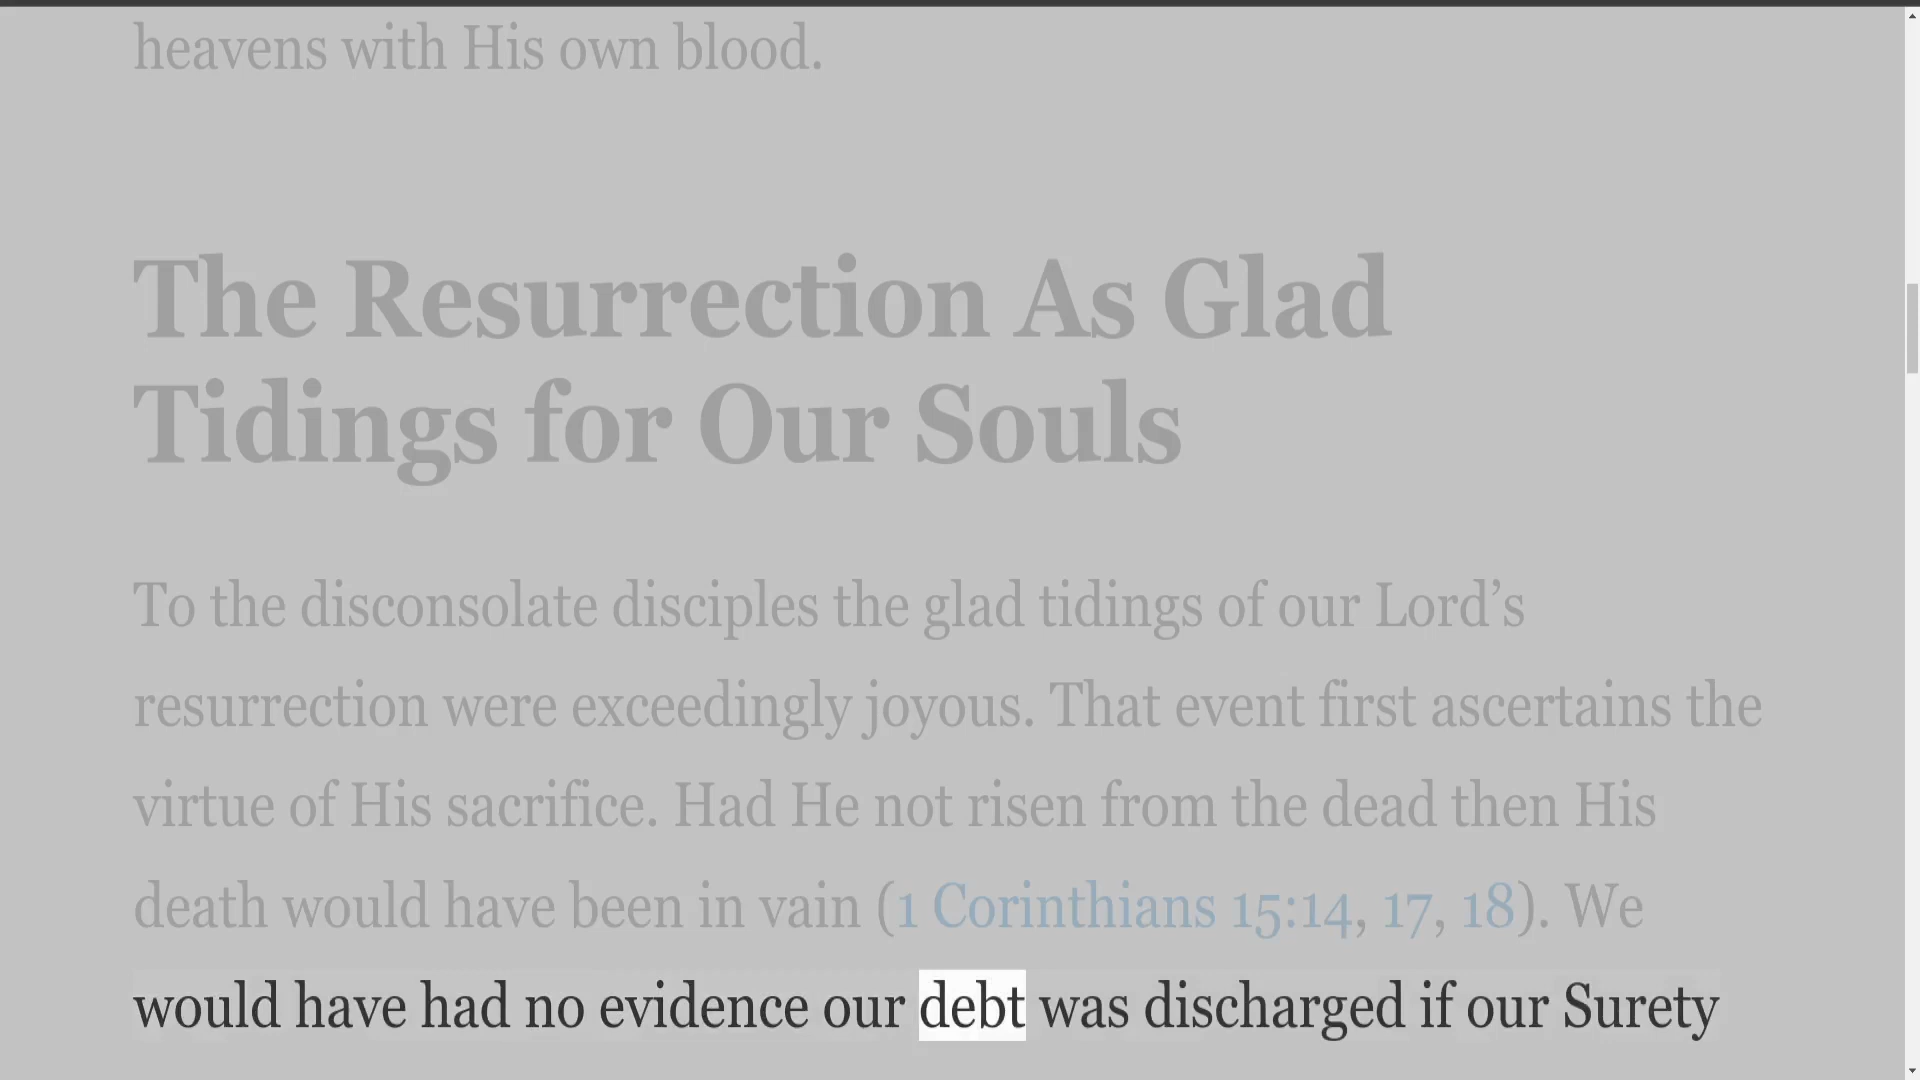 heavens with His own blood.
The Resurrection As Glad
Tidings for Our Souls
To the disconsolate disciples the glad tidings of our Lord’s
resurrection were exceedingly joyous. That event first ascertains the
virtue of His sacrifice. Had He not risen from the dead then His
death would have been in vain (1 Corinthians 15:14, 17, 18). We
would have had no evidence our debt was discharged if our Surety